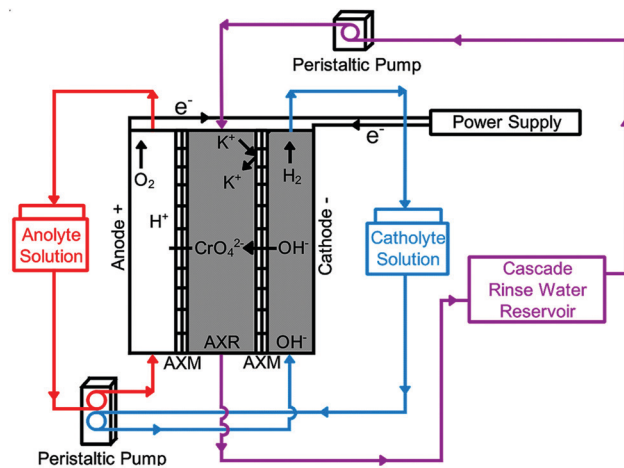 Peristaltic Pump
e⁻
e⁻
Power Supply
O₂
K⁺
K⁺
H₂
H⁺
Anode +
Cathode -
Anolyte
Solution
CrO₄²⁻
OH⁻
Catholyte
Solution
Cascade
Rinse Water
Reservoir
AXR
OH⁻
AXM
AXM
Peristaltic Pump